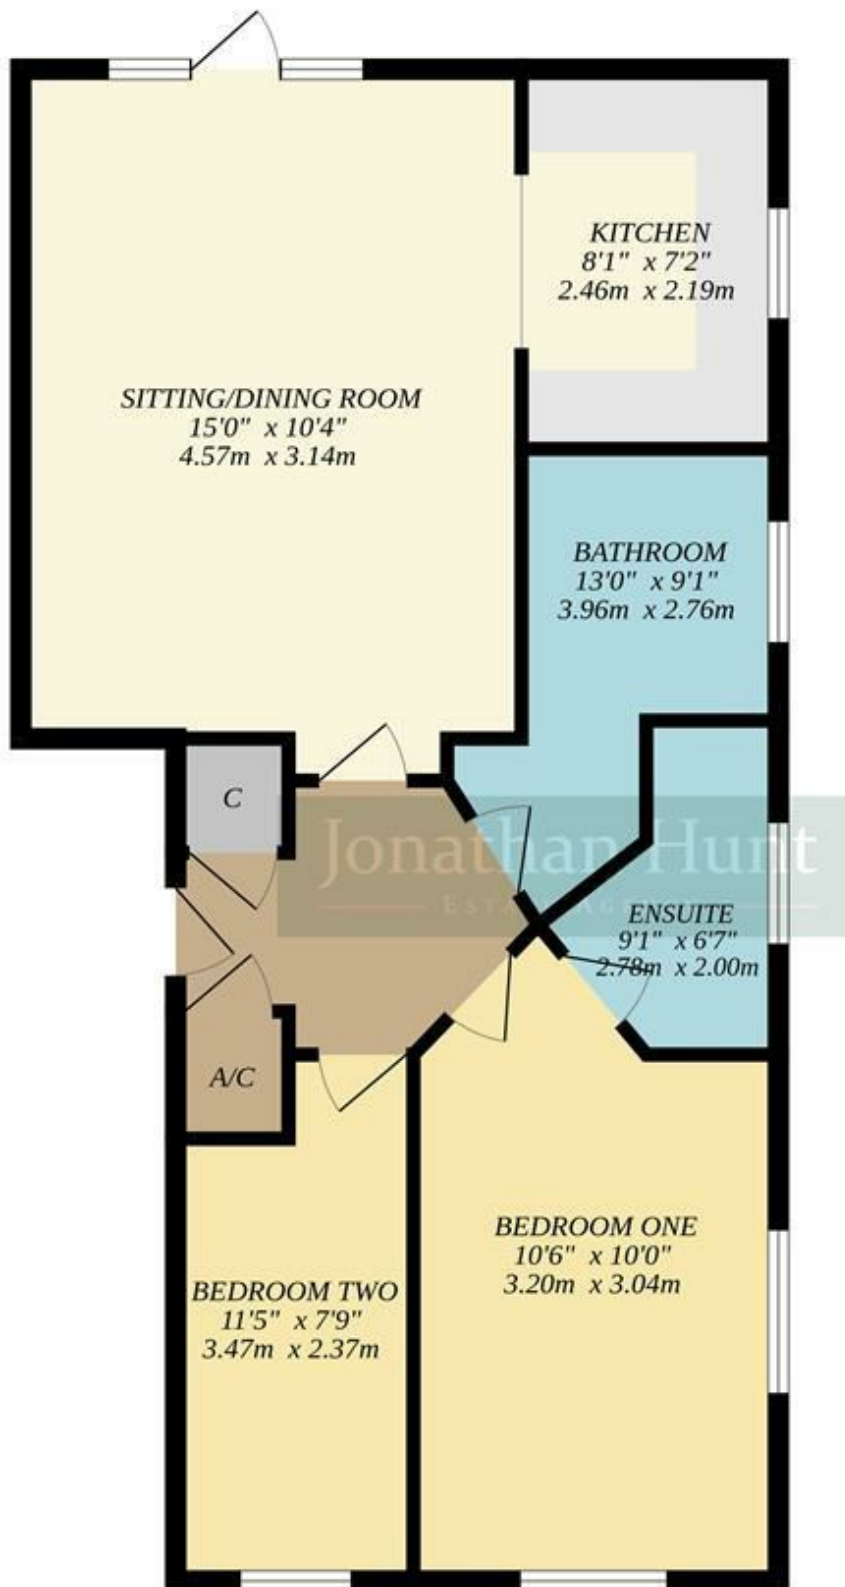 KITCHEN
8'1" x 7'2"
2.46m x 2.19m
SITTING/DINING ROOM
15'0" x 10'4"
4.57m x 3.14m
BATHROOM
13'0" x 9'1"
3.96m x 2.76m
C
Jonathan Hunt
ENSUITE
9'1" x 6'7"
2.78m x 2.00m
A/C
BEDROOM ONE
10'6" x 10'0"
3.20m x 3.04m
BEDROOM TWO
11'5" x 7'9"
3.47m x 2.37m